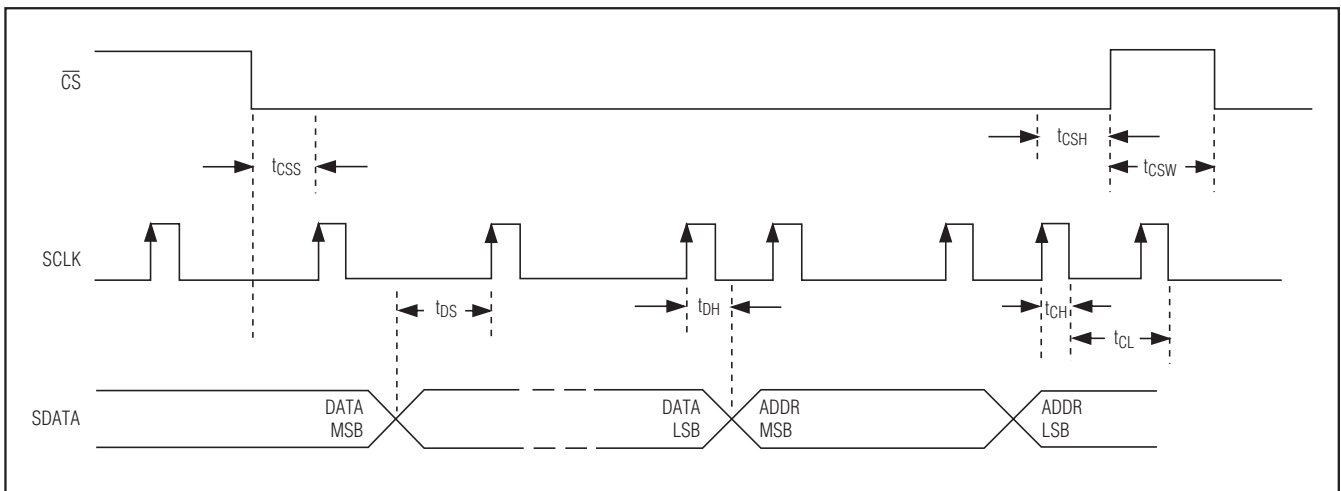 CS
tCSS
tCSH
tCSW
SCLK
tDS
tDH
tCH
tCL
SDATA
DATA
MSB
DATA
LSB
ADDR
MSB
ADDR
LSB